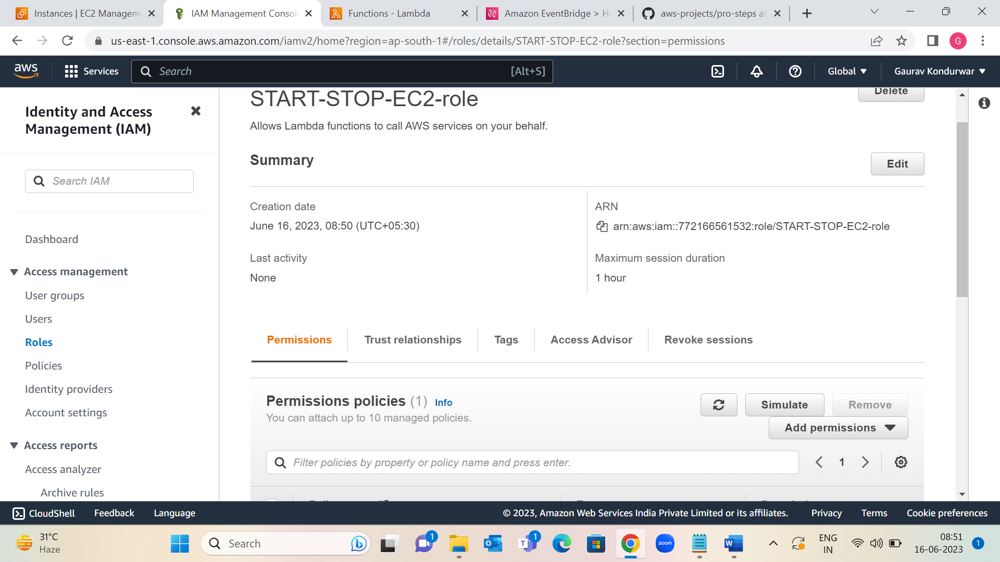 Instances | EC2 Managem
IAM Management Consol
Functions - Lambda
Amazon EventBridge > H
aws-projects/pro-steps at
us-east-1.console.aws.amazon.com/iamv2/home?region=ap-south-1#/roles/details/START-STOP-EC2-role?section=permissions
G
aws
Services
Search
[Alt+S]
Global
Gaurav Kondurwar
Identity and Access
Management (IAM)
Search IAM
Dashboard
Access management
User groups
Users
Roles
Policies
Identity providers
Account settings
Access reports
Access analyzer
Archive rules
START-STOP-EC2-role
Delete
Allows Lambda functions to call AWS services on your behalf.
Summary
Edit
Creation date
June 16, 2023, 08:50 (UTC+05:30)
ARN
arn:aws:iam::772166561532:role/START-STOP-EC2-role
Last activity
None
Maximum session duration
1 hour
Permissions
Trust relationships
Tags
Access Advisor
Revoke sessions
Permissions policies (1) Info
You can attach up to 10 managed policies.
Simulate
Remove
Add permissions
Filter policies by property or policy name and press enter.
1
CloudShell
Feedback
Language
© 2023, Amazon Web Services India Private Limited or its affiliates.
Privacy
Terms
Cookie preferences
31°C
Haze
Search
1
1
zoom
ENG
IN
08:51
16-06-2023
1